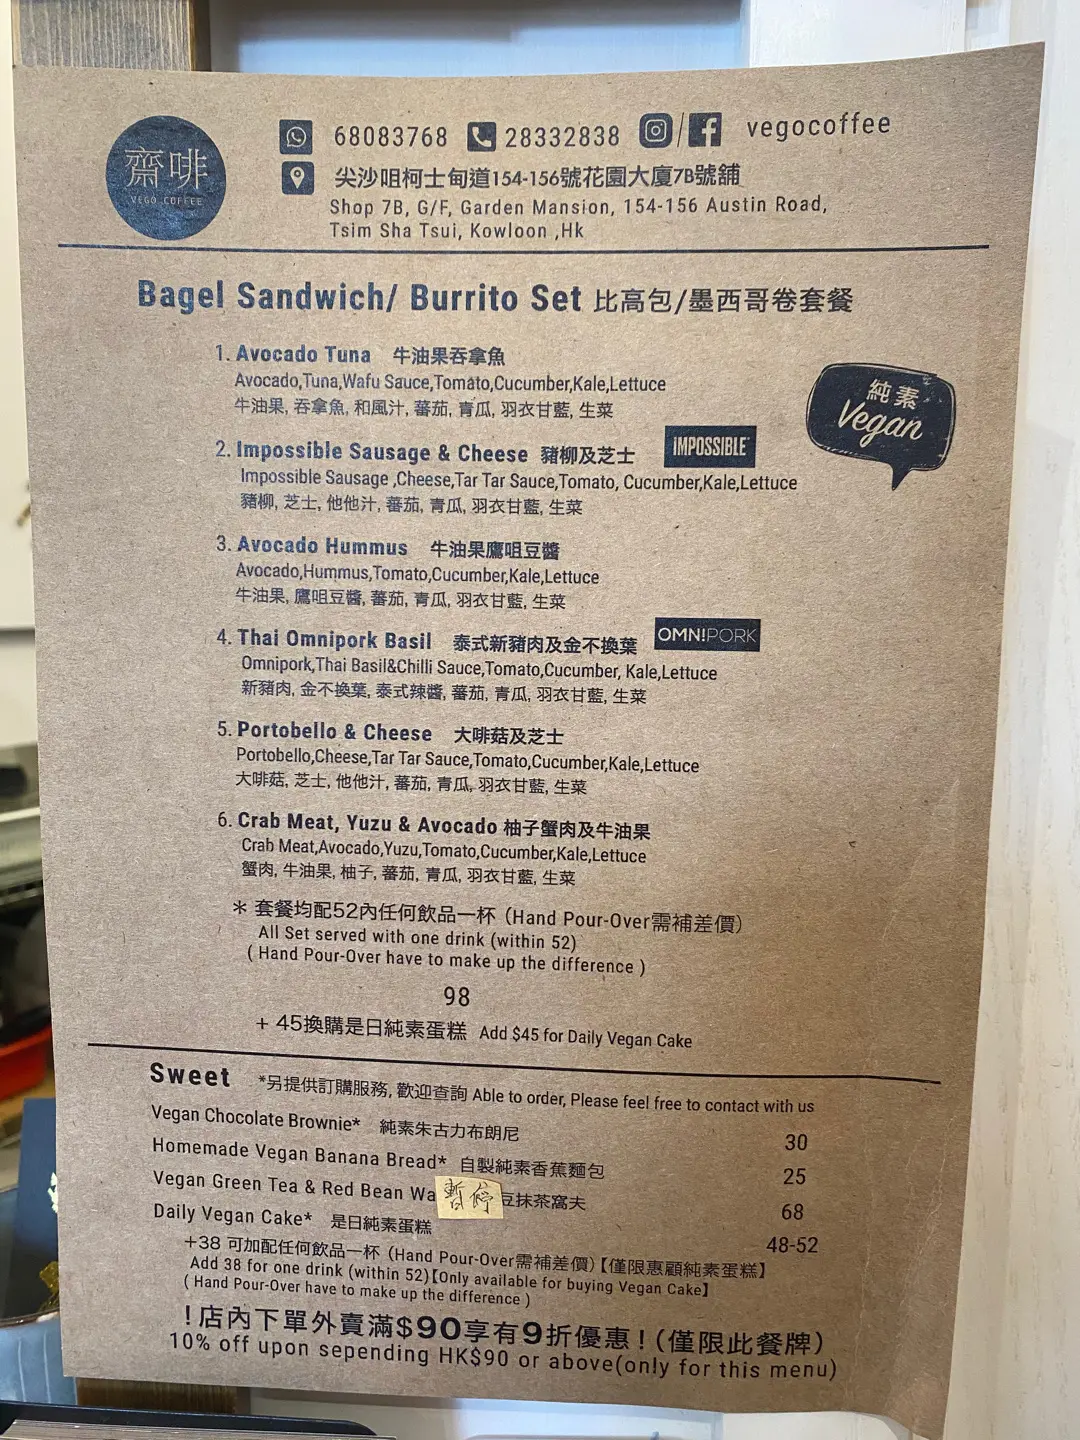 齋啡
VEGO COFFEE
68083768 28332838 / vegocoffee
尖沙咀柯士甸道154-156號花園大廈7B號舖
Shop 7B, G/F, Garden Mansion, 154-156 Austin Road,
Tsim Sha Tsui, Kowloon ,Hk
Bagel Sandwich/ Burrito Set 比高包/墨西哥卷套餐
純素
Vegan
1. Avocado Tuna 牛油果吞拿魚
Avocado,Tuna,Wafu Sauce,Tomato,Cucumber,Kale,Lettuce
牛油果, 吞拿魚, 和風汁, 蕃茄, 青瓜, 羽衣甘藍, 生菜
2. Impossible Sausage & Cheese 豬柳及芝士 IMPOSSIBLE
Impossible Sausage ,Cheese,Tar Tar Sauce,Tomato, Cucumber,Kale,Lettuce
豬柳, 芝士, 他他汁, 蕃茄, 青瓜, 羽衣甘藍, 生菜
3. Avocado Hummus 牛油果鷹咀豆醬
Avocado,Hummus,Tomato,Cucumber,Kale,Lettuce
牛油果, 鷹咀豆醬, 蕃茄, 青瓜, 羽衣甘藍, 生菜
4. Thai Omnipork Basil 泰式新豬肉及金不換葉 OMN!PORK
Omnipork,Thai Basil&Chilli Sauce,Tomato,Cucumber, Kale,Lettuce
新豬肉, 金不換葉, 泰式辣醬, 蕃茄, 青瓜, 羽衣甘藍, 生菜
5. Portobello & Cheese 大啡菇及芝士
Portobello,Cheese,Tar Tar Sauce,Tomato,Cucumber,Kale,Lettuce
大啡菇, 芝士, 他他汁, 蕃茄, 青瓜, 羽衣甘藍, 生菜
6. Crab Meat, Yuzu & Avocado 柚子蟹肉及牛油果
Crab Meat,Avocado,Yuzu,Tomato,Cucumber,Kale,Lettuce
蟹肉, 牛油果, 柚子, 蕃茄, 青瓜, 羽衣甘藍, 生菜
* 套餐均配52內任何飲品一杯（Hand Pour-Over需補差價）
All Set served with one drink (within 52)
( Hand Pour-Over have to make up the difference )
98
+ 45換購是日純素蛋糕 Add $45 for Daily Vegan Cake
Sweet *另提供訂購服務, 歡迎查詢 Able to order, Please feel free to contact with us
Vegan Chocolate Brownie* 純素朱古力布朗尼 30
Homemade Vegan Banana Bread* 自製純素香蕉麵包 25
Vegan Green Tea & Red Bean Wa 暫停 豆抹茶窩夫 68
Daily Vegan Cake* 是日純素蛋糕 48-52
+38 可加配任何飲品一杯（Hand Pour-Over需補差價）【僅限惠顧純素蛋糕】
Add 38 for one drink (within 52)【Only available for buying Vegan Cake】
( Hand Pour-Over have to make up the difference )
！店內下單外賣滿$90享有9折優惠！（僅限此餐牌）
10% off upon sepending HK$90 or above(only for this menu)